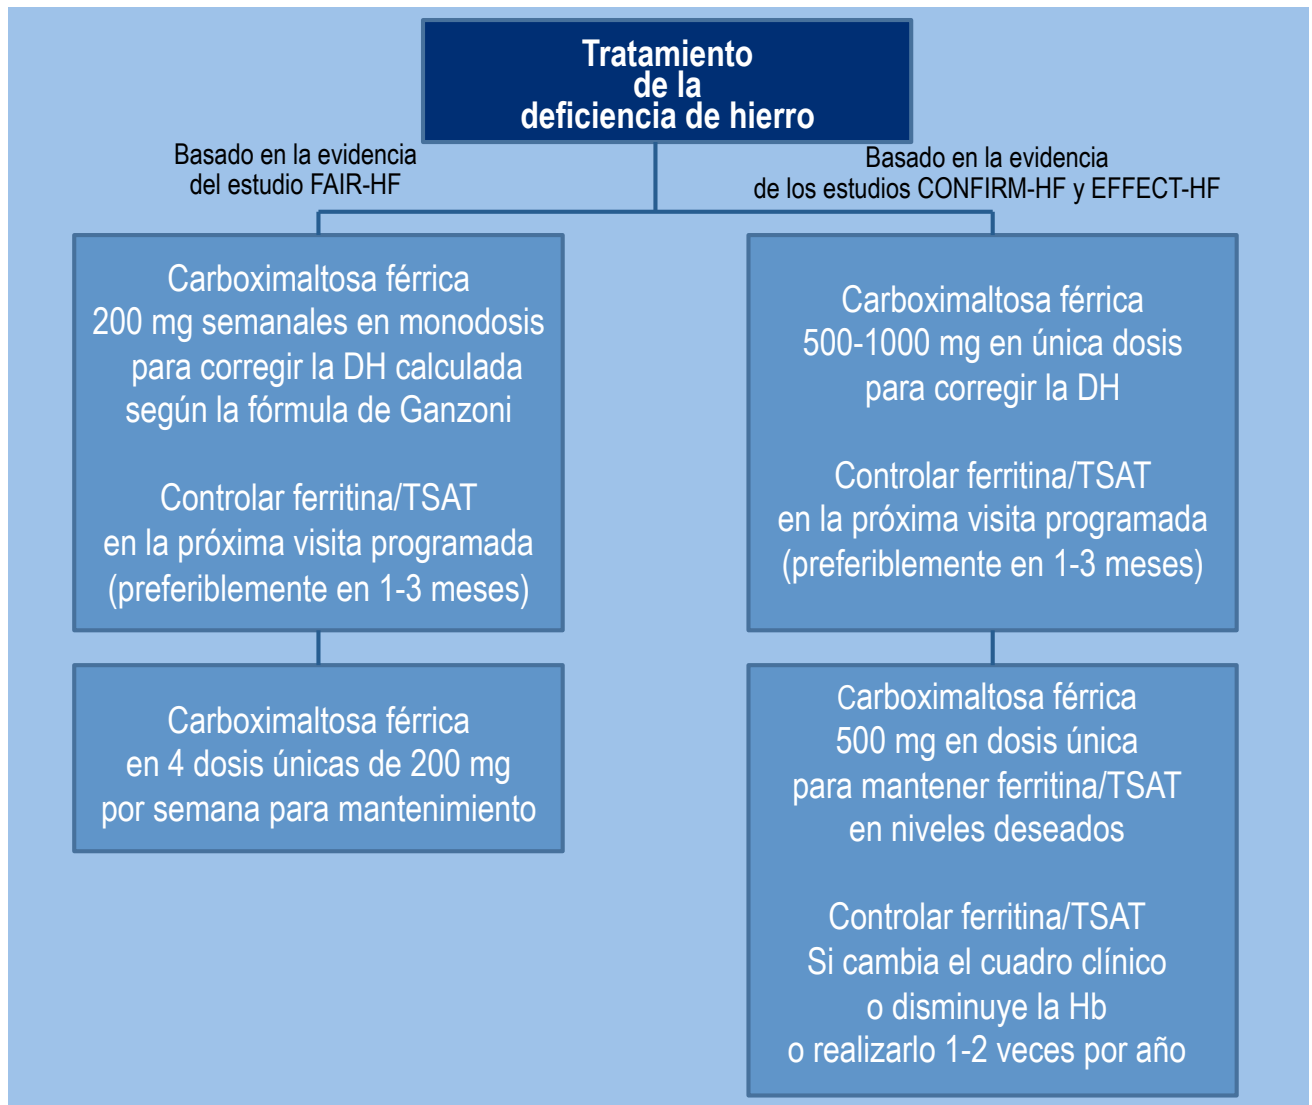 Tratamiento
de la
deficiencia de hierro
Basado en la evidencia
del estudio FAIR-HF
Basado en la evidencia
de los estudios CONFIRM-HF y EFFECT-HF
Carboximaltosa férrica
200 mg semanales en monodosis
para corregir la DH calculada
según la fórmula de Ganzoni
Controlar ferritina/TSAT
en la próxima visita programada
(preferiblemente en 1-3 meses)
Carboximaltosa férrica
en 4 dosis únicas de 200 mg
por semana para mantenimiento
Carboximaltosa férrica
500-1000 mg en única dosis
para corregir la DH
Controlar ferritina/TSAT
en la próxima visita programada
(preferiblemente en 1-3 meses)
Carboximaltosa férrica
500 mg en dosis única
para mantener ferritina/TSAT
en niveles deseados
Controlar ferritina/TSAT
Si cambia el cuadro clínico
o disminuye la Hb
o realizarlo 1-2 veces por año